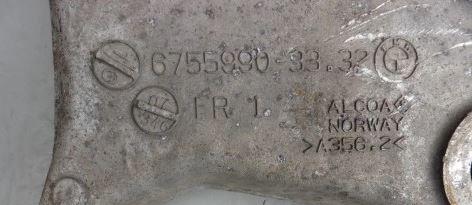 6755990-33.32
FR 1
ALCOA
NORWAY
>A356.2<